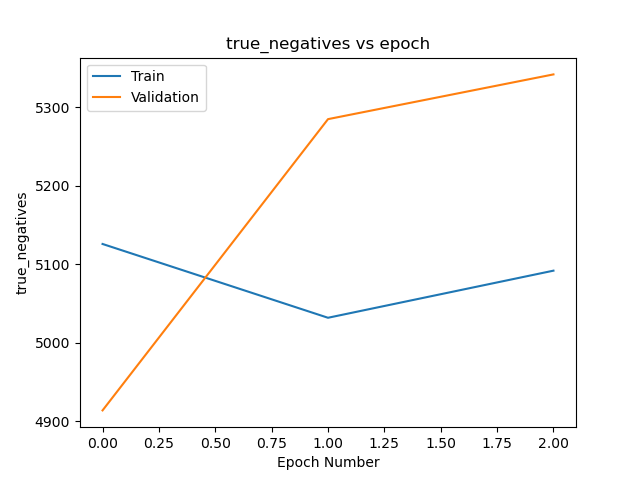 true_negatives vs epoch
Train
Validation
5300
5200
5100
5000
4900
true_negatives
0.00 0.25 0.50 0.75 1.00 1.25 1.50 1.75 2.00
Epoch Number